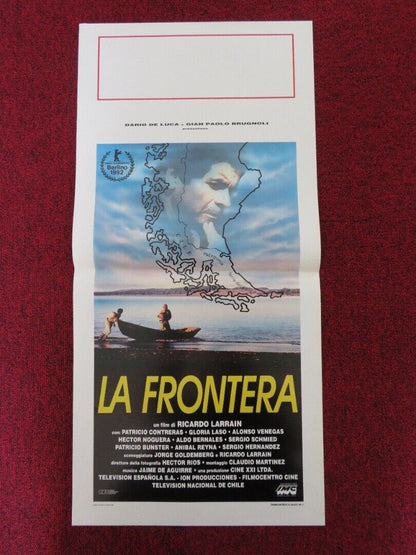 DARIO DE LUCA - GIAN PAOLO BRUGNOLI
presentano
Berlino
1992
LA FRONTERA
un film di RICARDO LARRAIN
con PATRICIO CONTRERAS • GLORIA LASO • ALONSO VENEGAS
HECTOR NOGUERA • ALDO BERNALES • SERGIO SCHMIED
PATRICIO BUNSTER • ANIBAL REYNA • SERGIO HERNANDEZ
sceneggiatore JORGE GOLDEMBERG • RICARDO LARRAIN
direttore della fotografia HECTOR RIOS • montaggio CLAUDIO MARTINEZ
musica JAIME DE AGUIRRE • una produzione CINE XXI LTDA.
TELEVISION ESPAÑOLA S.A. - ION PRODUCCIONES - FILMOCENTRO CINE
TELEVISION NACIONAL DE CHILE